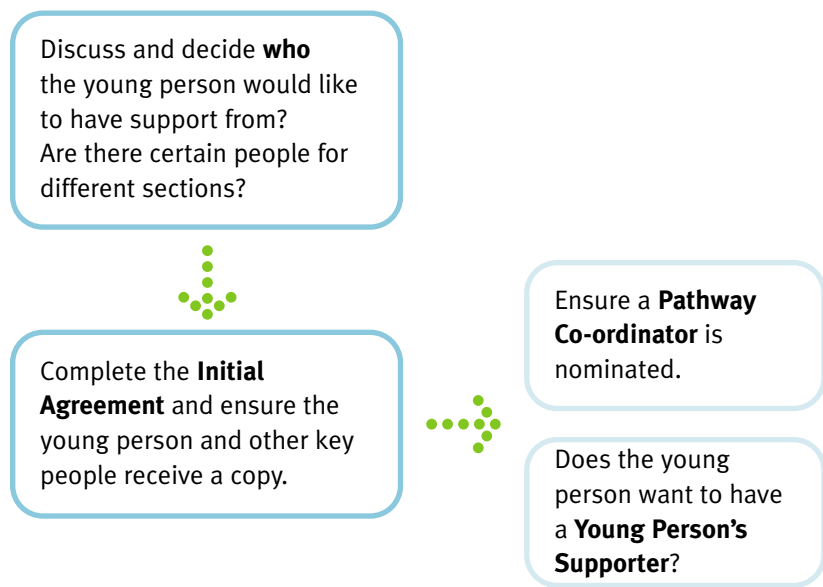 Discuss and decide who
the young person would like
to have support from?
Are there certain people for
different sections?
Complete the Initial
Agreement and ensure the
young person and other key
people receive a copy.
Ensure a Pathway
Co-ordinator is
nominated.
Does the young
person want to have
a Young Person’s
Supporter?